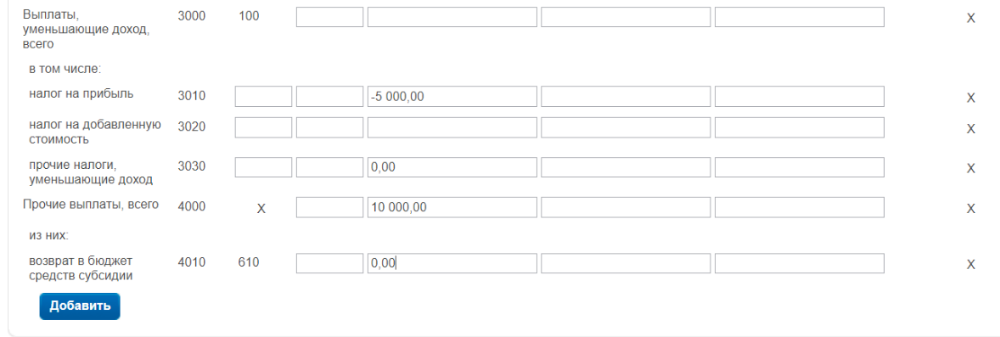 Выплаты, 3000 100 X
уменьшающие доход,
всего
в том числе:
налог на прибыль 3010 -5 000,00 X
налог на добавленную 3020 X
стоимость
прочие налоги, 3030 0,00 X
уменьшающие доход
Прочие выплаты, всего 4000 X 10 000,00 X
из них:
возврат в бюджет 4010 610 0,00 X
средств субсидии
Добавить